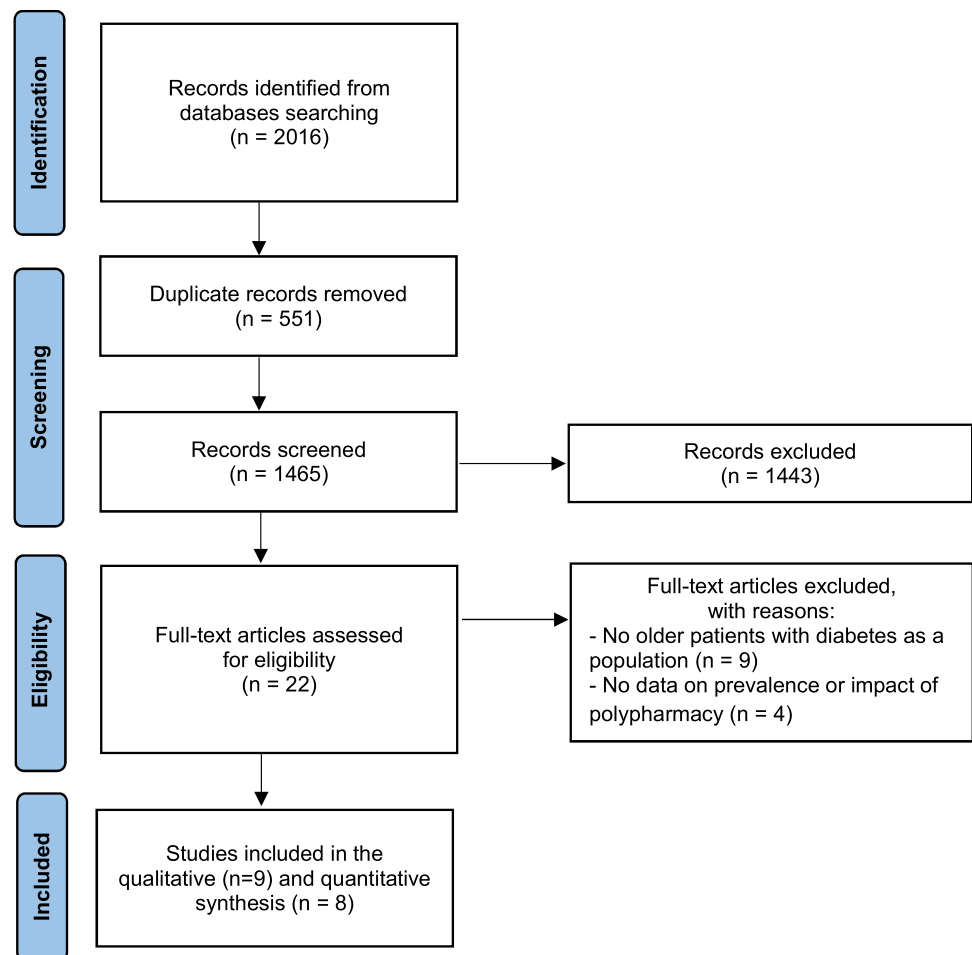 Identification
Records identified from
databases searching
(n = 2016)
Screening
Duplicate records removed
(n = 551)
Records screened
(n = 1465)
Records excluded
(n = 1443)
Eligibility
Full-text articles assessed
for eligibility
(n = 22)
Full-text articles excluded,
with reasons:
- No older patients with diabetes as a
population (n = 9)
- No data on prevalence or impact of
polypharmacy (n = 4)
Included
Studies included in the
qualitative (n=9) and quantitative
synthesis (n = 8)